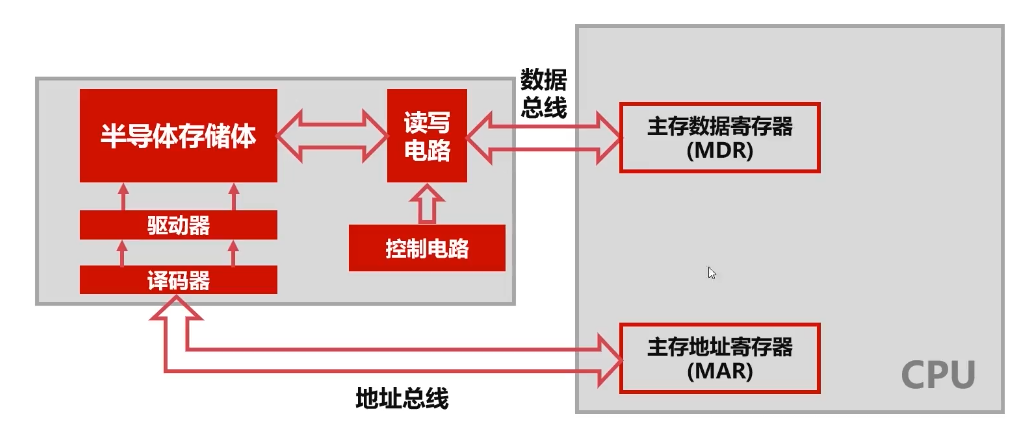 数据
总线
半导体存储体
读写
电路
主存数据寄存器
(MDR)
驱动器
控制电路
译码器
主存地址寄存器
(MAR)
CPU
地址总线